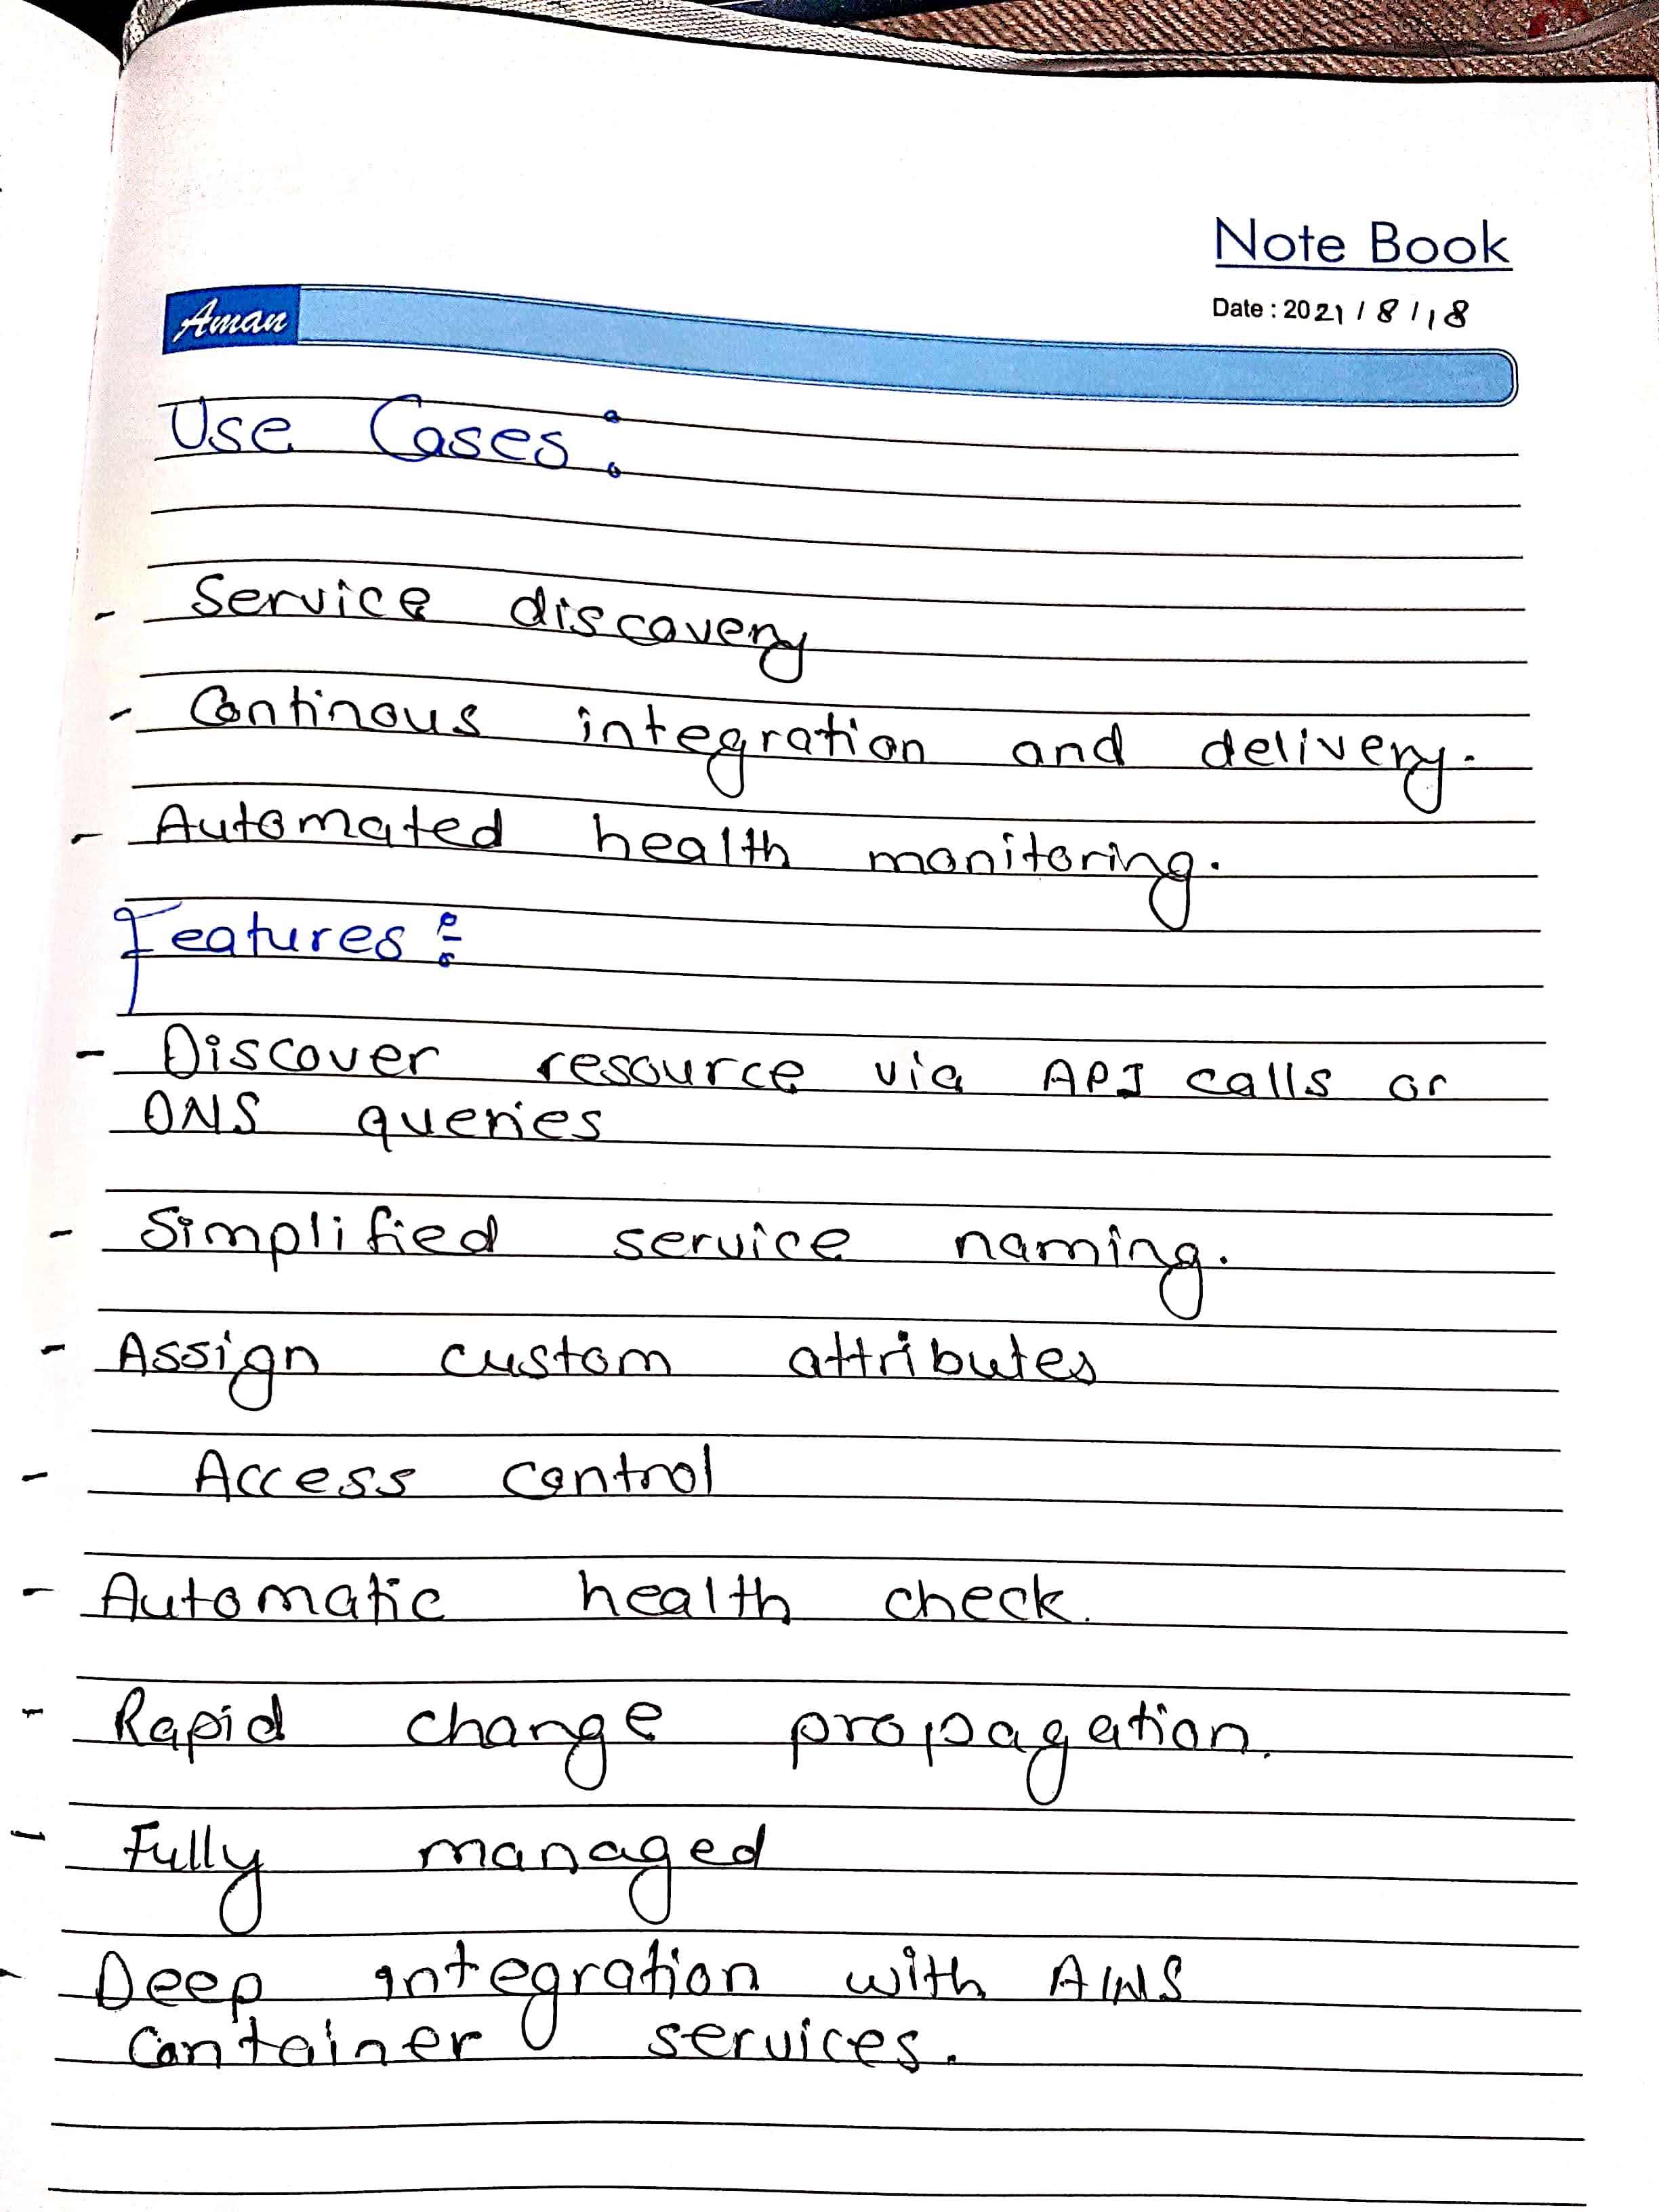 Note Book
Date : 2021 / 8 / 18
Aman
Use Cases :
- Service discovery
- Continous integration and delivery.
- Automated health monitoring.
Features :-
- Discover resource via API calls or
DNS queries
- Simplified service naming.
- Assign custom attributes
- Access control
- Automatic health check.
- Rapid change propagation.
- Fully managed
- Deep integration with AWS
Container services.